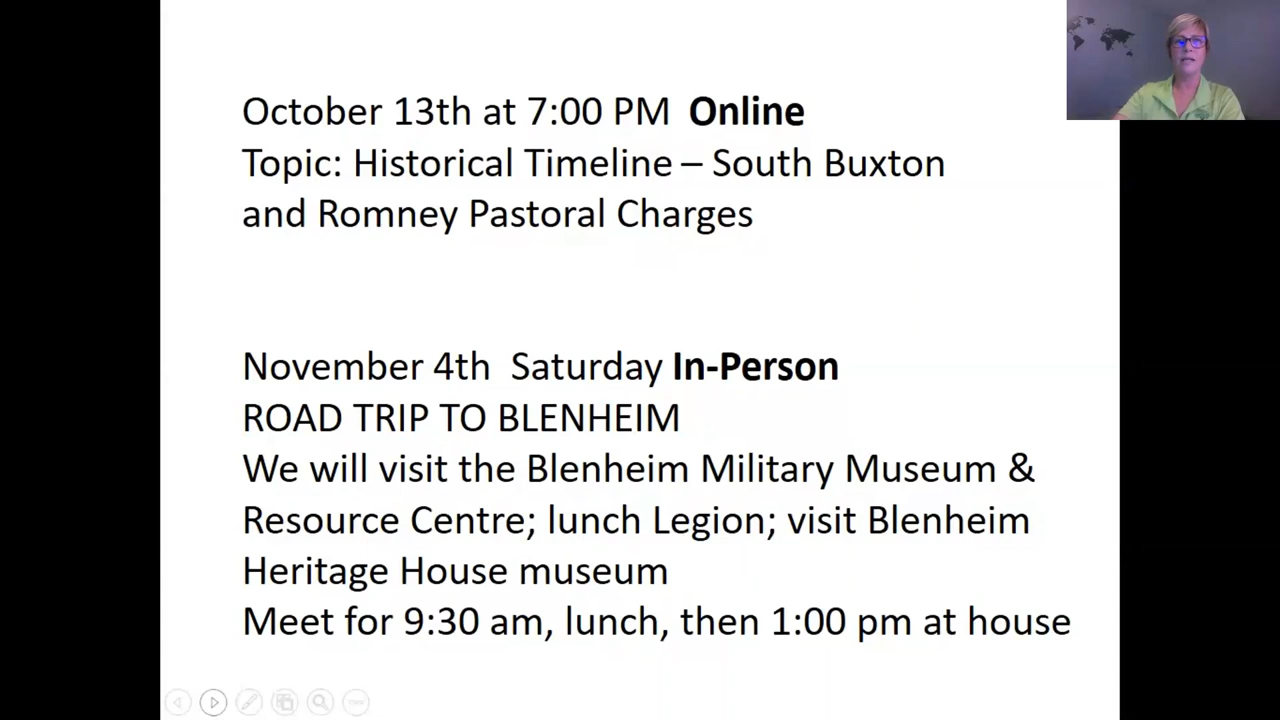 October 13th at 7:00 PM Online
Topic: Historical Timeline – South Buxton
and Romney Pastoral Charges
November 4th Saturday In-Person
ROAD TRIP TO BLENHEIM
We will visit the Blenheim Military Museum &
Resource Centre; lunch Legion; visit Blenheim
Heritage House museum
Meet for 9:30 am, lunch, then 1:00 pm at house